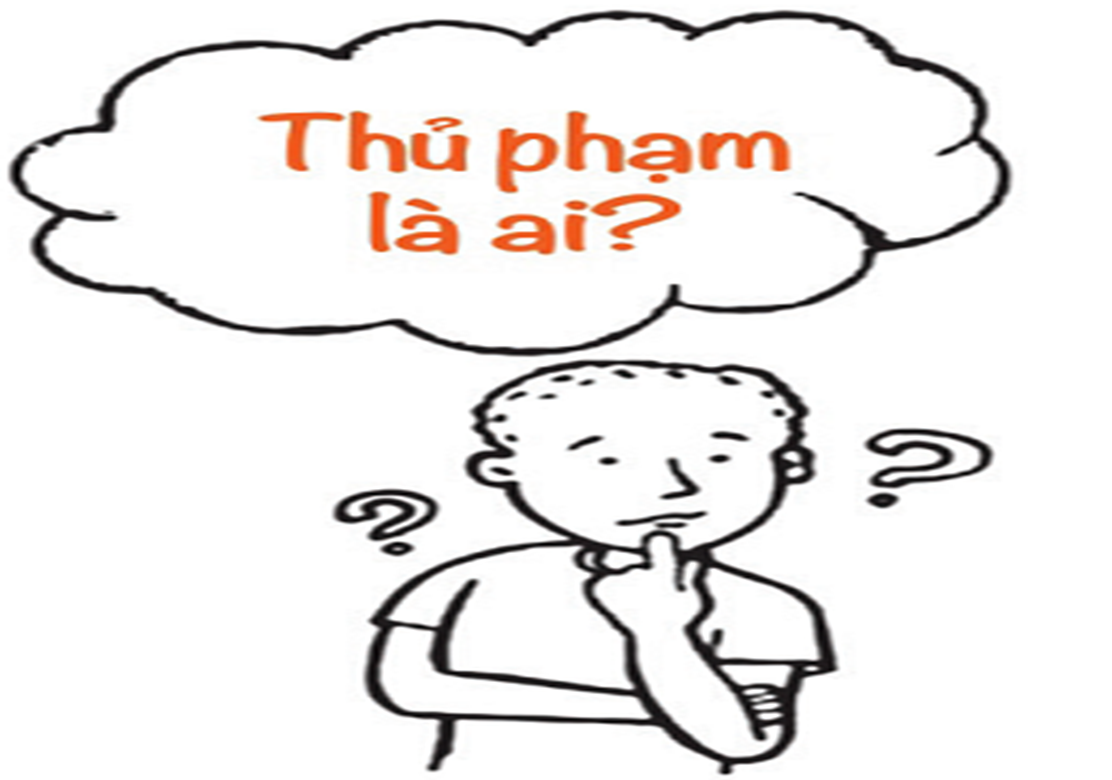 Thủ phạm
là ai?
? ?